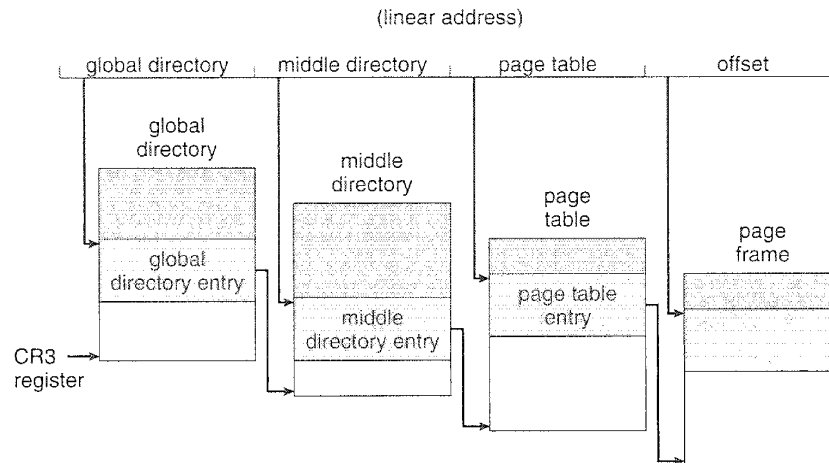 (linear address)
global directory
middle directory
page table
offset
global
directory
middle
directory
page
table
page
frame
global
directory entry
middle
directory entry
page table
entry
CR3
register